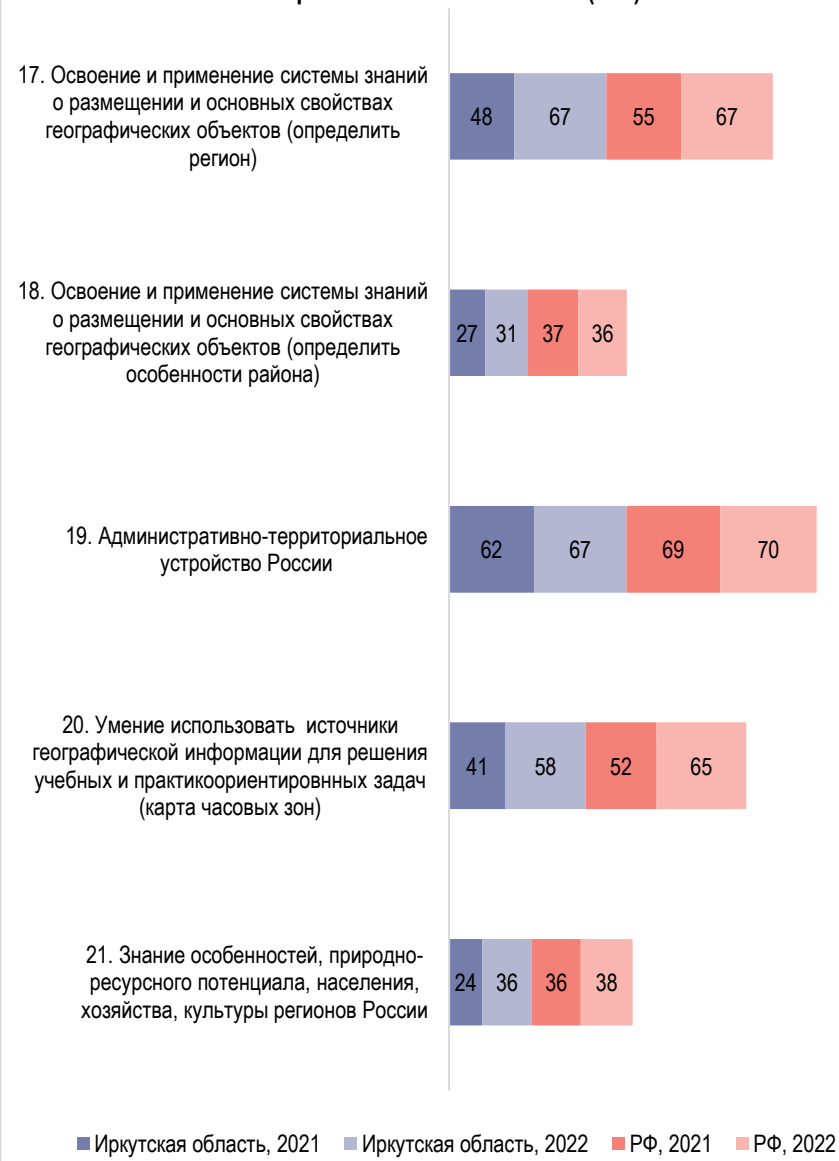 17. Освоение и применение системы знаний
о размещении и основных свойствах
географических объектов (определить
регион)
48 67 55 67
18. Освоение и применение системы знаний
о размещении и основных свойствах
географических объектов (определить
особенности района)
27 31 37 36
19. Административно-территориальное
устройство России
62 67 69 70
20. Умение использовать источники
географической информации для решения
учебных и практикоориентировнных задач
(карта часовых зон)
41 58 52 65
21. Знание особенностей, природно-
ресурсного потенциала, населения,
хозяйства, культуры регионов России
24 36 36 38
Иркутская область, 2021 Иркутская область, 2022 РФ, 2021 РФ, 2022